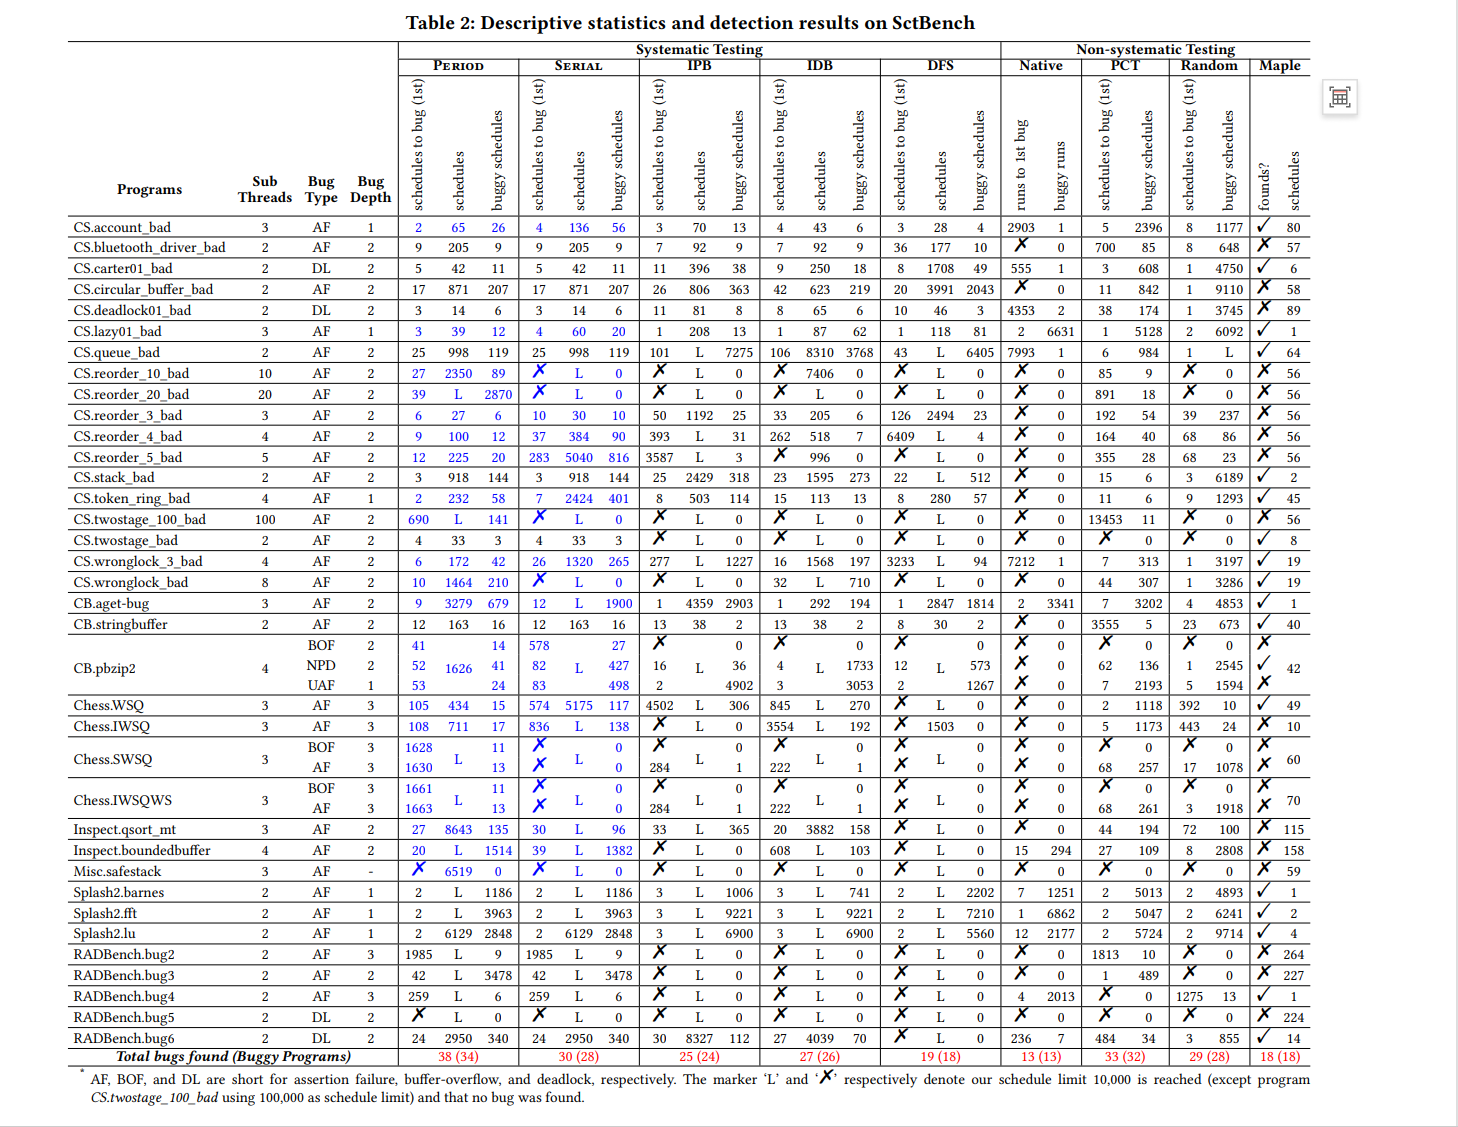 Table 2: Descriptive statistics and detection results on SctBench
Systematic Testing Non-systematic Testing
PERIOD SERIAL IPB IDB DFS Native PCT Random Maple
Programs Sub Threads Bug Type Bug Depth schedules to bug (1st) schedules buggy schedules schedules to bug (1st) schedules buggy schedules schedules to bug (1st) schedules buggy schedules schedules to bug (1st) schedules buggy schedules schedules to bug (1st) schedules buggy schedules runs to 1st bug buggy runs schedules to bug (1st) buggy schedules schedules to bug (1st) buggy schedules founds? schedules
CS.account_bad 3 AF 1 2 65 26 4 136 56 3 70 13 4 43 6 3 28 4 2903 1 5 2396 8 1177 ✓ 80
CS.bluetooth_driver_bad 2 AF 2 9 205 9 9 205 9 7 92 9 7 92 9 36 177 10 ✗ 0 700 85 8 648 ✗ 57
CS.carter01_bad 2 DL 2 5 42 11 5 42 11 11 396 38 9 250 18 8 1708 49 555 1 3 608 1 4750 ✓ 6
CS.circular_buffer_bad 2 AF 2 17 871 207 17 871 207 26 806 363 42 623 219 20 3991 2043 ✗ 0 11 842 1 9110 ✗ 58
CS.deadlock01_bad 2 DL 2 3 14 6 3 14 6 11 81 8 8 65 6 10 46 3 4353 2 38 174 1 3745 ✗ 89
CS.lazy01_bad 3 AF 1 3 39 12 4 60 20 1 208 13 1 87 62 1 118 81 2 6631 1 5128 2 6092 ✓ 1
CS.queue_bad 2 AF 2 25 998 119 25 998 119 101 L 7275 106 8310 3768 43 L 6405 7993 1 6 984 1 L ✓ 64
CS.reorder_10_bad 10 AF 2 27 2350 89 ✗ L 0 ✗ L 0 ✗ 7406 0 ✗ L 0 ✗ 0 85 9 ✗ 0 ✗ 56
CS.reorder_20_bad 20 AF 2 39 L 2870 ✗ L 0 ✗ L 0 ✗ L 0 ✗ L 0 ✗ 0 891 18 ✗ 0 ✗ 56
CS.reorder_3_bad 3 AF 2 6 27 6 10 30 10 50 1192 25 33 205 6 126 2494 23 ✗ 0 192 54 39 237 ✗ 56
CS.reorder_4_bad 4 AF 2 9 100 12 37 384 90 393 L 31 262 518 7 6409 L 4 ✗ 0 164 40 68 86 ✗ 56
CS.reorder_5_bad 5 AF 2 12 225 20 283 5040 816 3587 L 3 ✗ 996 0 ✗ L 0 ✗ 0 355 28 68 23 ✗ 56
CS.stack_bad 2 AF 2 3 918 144 3 918 144 25 2429 318 23 1595 273 22 L 512 ✗ 0 15 6 3 6189 ✓ 2
CS.token_ring_bad 4 AF 1 2 232 58 7 2424 401 8 503 114 15 113 13 8 280 57 ✗ 0 11 6 9 1293 ✓ 45
CS.twostage_100_bad 100 AF 2 690 L 141 ✗ L 0 ✗ L 0 ✗ L 0 ✗ L 0 ✗ 0 13453 11 ✗ 0 ✗ 56
CS.twostage_bad 2 AF 2 4 33 3 4 33 3 ✗ L 0 ✗ L 0 ✗ L 0 ✗ 0 ✗ 0 ✗ 0 ✓ 8
CS.wronglock_3_bad 4 AF 2 6 172 42 26 1320 265 277 L 1227 16 1568 197 3233 L 94 7212 1 7 313 1 3197 ✓ 19
CS.wronglock_bad 8 AF 2 10 1464 210 ✗ L 0 ✗ L 0 32 L 710 ✗ L 0 ✗ 0 44 307 1 3286 ✓ 19
CB.aget-bug 3 AF 2 9 3279 679 12 L 1900 1 4359 2903 1 292 194 1 2847 1814 2 3341 7 3202 4 4853 ✓ 1
CB.stringbuffer 2 AF 2 12 163 16 12 163 16 13 38 2 13 38 2 8 30 2 ✗ 0 3555 5 23 673 ✓ 40
BOF 2 41 14 578 27 ✗ 0 ✗ 0 ✗ 0 ✗ 0 ✗ 0 ✗ 0 ✗
CB.pbzip2 4 NPD 2 52 1626 41 82 L 427 16 L 36 4 L 1733 12 L 573 ✗ 0 62 136 1 2545 ✓ 42
UAF 1 53 24 83 498 2 4902 3 3053 2 1267 ✗ 0 7 2193 5 1594 ✗
Chess.WSQ 3 AF 3 105 434 15 574 5175 117 4502 L 306 845 L 270 ✗ L 0 ✗ 0 2 1118 392 10 ✓ 49
Chess.IWSQ 3 AF 3 108 711 17 836 L 138 ✗ L 0 3554 L 192 ✗ 1503 0 ✗ 0 5 1173 443 24 ✗ 10
BOF 3 1628 11 ✗ 0 ✗ 0 ✗ 0 ✗ 0 ✗ 0 ✗ 0 ✗ 0 ✗
Chess.SWSQ 3 L L L L L 60
AF 3 1630 13 ✗ 0 284 1 222 1 ✗ 0 ✗ 0 68 257 17 1078 ✗
BOF 3 1661 11 ✗ 0 ✗ 0 ✗ 0 ✗ 0 ✗ 0 ✗ 0 ✗ 0 ✗
Chess.IWSQWS 3 L L L L L 70
AF 3 1663 13 ✗ 0 284 1 222 1 ✗ 0 ✗ 0 68 261 3 1918 ✗
Inspect.qsort_mt 3 AF 2 27 8643 135 30 L 96 33 L 365 20 3882 158 ✗ L 0 ✗ 0 44 194 72 100 ✗ 115
Inspect.boundedbuffer 4 AF 2 20 L 1514 39 L 1382 ✗ L 0 608 L 103 ✗ L 0 15 294 27 109 8 2808 ✗ 158
Misc.safestack 3 AF - ✗ 6519 0 ✗ L 0 ✗ L 0 ✗ L 0 ✗ L 0 ✗ 0 ✗ 0 ✗ 0 ✗ 59
Splash2.barnes 2 AF 1 2 L 1186 2 L 1186 3 L 1006 3 L 741 2 L 2202 7 1251 2 5013 2 4893 ✓ 1
Splash2.fft 2 AF 1 2 L 3963 2 L 3963 3 L 9221 3 L 9221 2 L 7210 1 6862 2 5047 2 6241 ✓ 2
Splash2.lu 2 AF 1 2 6129 2848 2 6129 2848 3 L 6900 3 L 6900 2 L 5560 12 2177 2 5724 2 9714 ✓ 4
RADBench.bug2 2 AF 3 1985 L 9 1985 L 9 ✗ L 0 ✗ L 0 ✗ L 0 ✗ 0 1813 10 ✗ 0 ✗ 264
RADBench.bug3 2 AF 2 42 L 3478 42 L 3478 ✗ L 0 ✗ L 0 ✗ L 0 ✗ 0 1 489 ✗ 0 ✗ 227
RADBench.bug4 2 AF 3 259 L 6 259 L 6 ✗ L 0 ✗ L 0 ✗ L 0 4 2013 ✗ 0 1275 13 ✓ 1
RADBench.bug5 2 DL 2 ✗ L 0 ✗ L 0 ✗ L 0 ✗ L 0 ✗ L 0 ✗ 0 ✗ 0 ✗ 0 ✗ 224
RADBench.bug6 2 DL 2 24 2950 340 24 2950 340 30 8327 112 27 4039 70 ✗ L 0 236 7 484 34 3 855 ✓ 14
Total bugs found (Buggy Programs) 38 (34) 30 (28) 25 (24) 27 (26) 19 (18) 13 (13) 33 (32) 29 (28) 18 (18)
* AF, BOF, and DL are short for assertion failure, buffer-overflow, and deadlock, respectively. The marker ‘L’ and ‘✗’ respectively denote our schedule limit 10,000 is reached (except program
CS.twostage_100_bad using 100,000 as schedule limit) and that no bug was found.